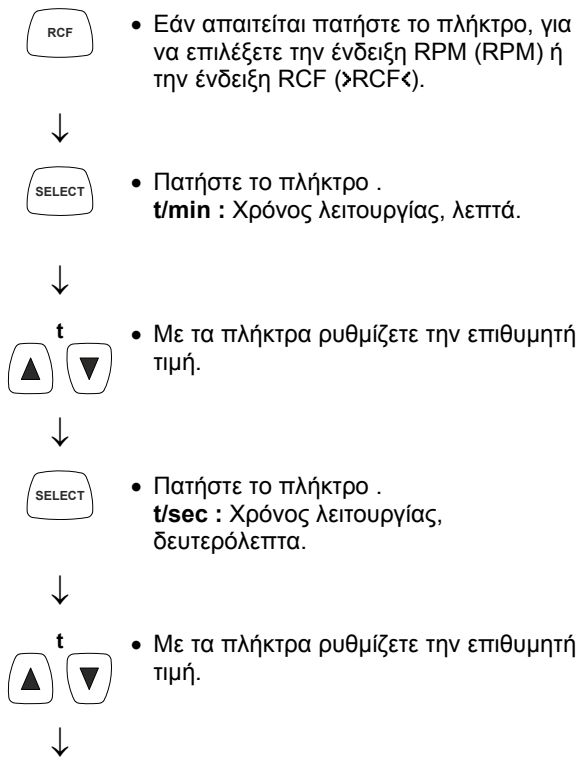 RCF
• Εάν απαιτείται πατήστε το πλήκτρο, για
να επιλέξετε την ένδειξη RPM (RPM) ή
την ένδειξη RCF (>RCF<).
↓
SELECT
• Πατήστε το πλήκτρο .
t/min : Χρόνος λειτουργίας, λεπτά.
↓
t
▲ ▼
• Με τα πλήκτρα ρυθμίζετε την επιθυμητή
τιμή.
↓
SELECT
• Πατήστε το πλήκτρο .
t/sec : Χρόνος λειτουργίας,
δευτερόλεπτα.
↓
t
▲ ▼
• Με τα πλήκτρα ρυθμίζετε την επιθυμητή
τιμή.
↓